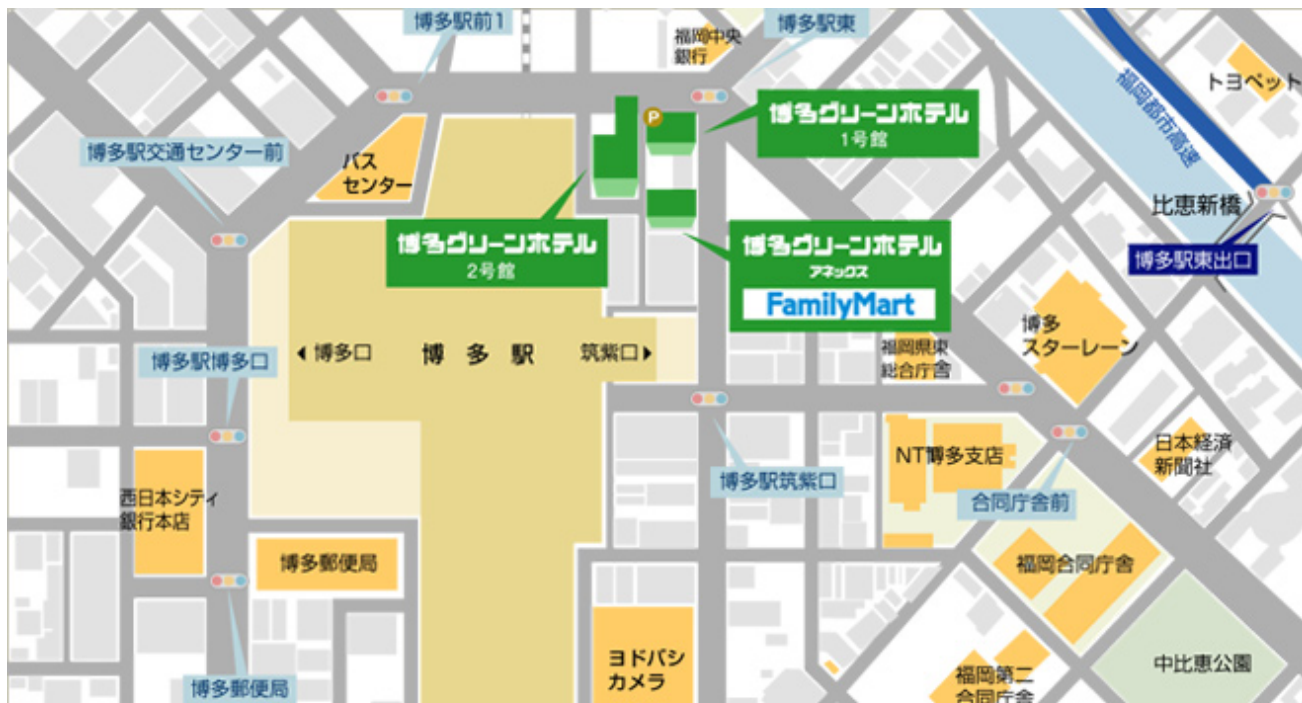 博多駅前1
福岡中央
銀行
博多駅東
トヨペット
福岡都市高速
P
博多グリーンホテル
1号館
博多駅交通センター前
バス
センター
比恵新橋
博多駅東出口
博多グリーンホテル
2号館
博多グリーンホテル
アネックス
FamilyMart
博多
スターレーン
博多駅博多口
博多口
博多駅
筑紫口
福岡県東
総合庁舎
日本経済
新聞社
NT博多支店
博多駅筑紫口
合同庁舎前
西日本シティ
銀行本店
博多郵便局
福岡合同庁舎
ヨドバシ
カメラ
中比恵公園
福岡第二
合同庁舎
博多郵便局